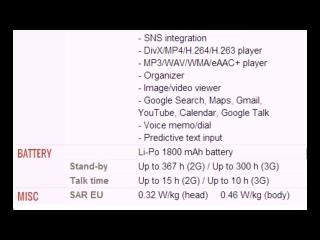 - SNS integration
- DivX/MP4/H.264/H.263 player
- MP3/WAV/WMA/eAAC+ player
- Organizer
- Image/video viewer
- Google Search, Maps, Gmail,
YouTube, Calendar, Google Talk
- Voice memo/dial
- Predictive text input
BATTERY Li-Po 1800 mAh battery
Stand-by Up to 367 h (2G) / Up to 300 h (3G)
Talk time Up to 15 h (2G) / Up to 10 h (3G)
MISC SAR EU 0.32 W/kg (head) 0.46 W/kg (body)